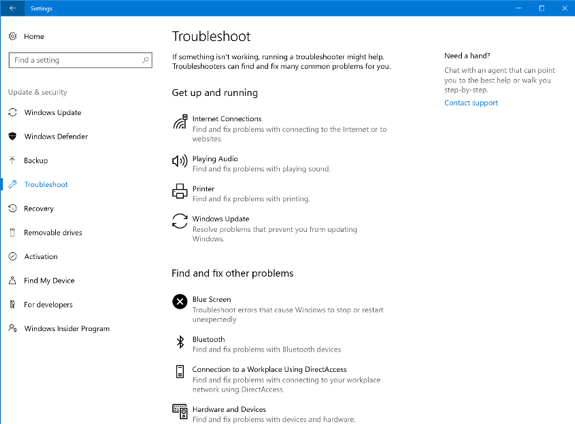 Settings
Home
Find a setting
Update & security
Windows Update
Windows Defender
Backup
Troubleshoot
Recovery
Removable drives
Activation
Find My Device
For developers
Windows Insider Program
Troubleshoot
If something isn't working, running a troubleshooter might help.
Troubleshooters can find and fix many common problems for you.
Get up and running
Internet Connections
Find and fix problems with connecting to the Internet or to
websites.
Playing Audio
Find and fix problems with playing sound.
Printer
Find and fix problems with printing.
Windows Update
Resolve problems that prevent you from updating
Windows.
Find and fix other problems
Blue Screen
Troubleshoot errors that cause Windows to stop or restart
unexpectedly
Bluetooth
Find and fix problems with Bluetooth devices
Connection to a Workplace Using DirectAccess
Find and fix problems with connecting to your workplace
network using DirectAccess.
Hardware and Devices
Find and fix problems with devices and hardware.
Need a hand?
Chat with an agent that can point
you to the best help or walk you
step-by-step.
Contact support